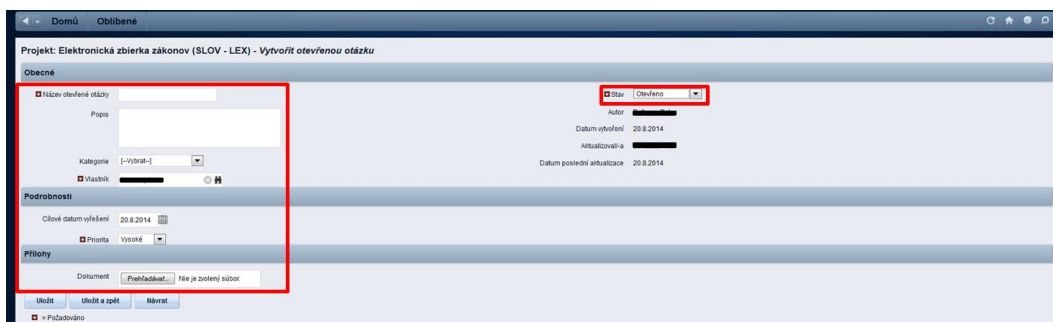 Domů Oblíbené
Projekt: Elektronická zbierka zákonov (SLOV - LEX) - Vytvořit otevřenou otázku
Obecné
Název otevřené otázky
Stav Otevřeno
Popis
Autor
Datum vytvoření 20.8.2014
Aktualizoval/-a
Kategorie [--Vybrat--]
Datum poslední aktualizace 20.8.2014
Vlastník
Podrobnosti
Cílové datum vyřešení 20.8.2014
Priorita Vysoké
Přílohy
Dokument Prehľadávať... Nie je zvolený súbor.
Uložit Uložit a zpět Návrat
= Požadováno